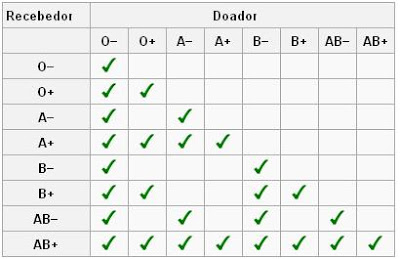 Recebedor Doador
O− O+ A− A+ B− B+ AB− AB+
O− ✓
O+ ✓ ✓
A− ✓ ✓
A+ ✓ ✓ ✓ ✓
B− ✓ ✓
B+ ✓ ✓ ✓ ✓
AB− ✓ ✓ ✓ ✓
AB+ ✓ ✓ ✓ ✓ ✓ ✓ ✓ ✓